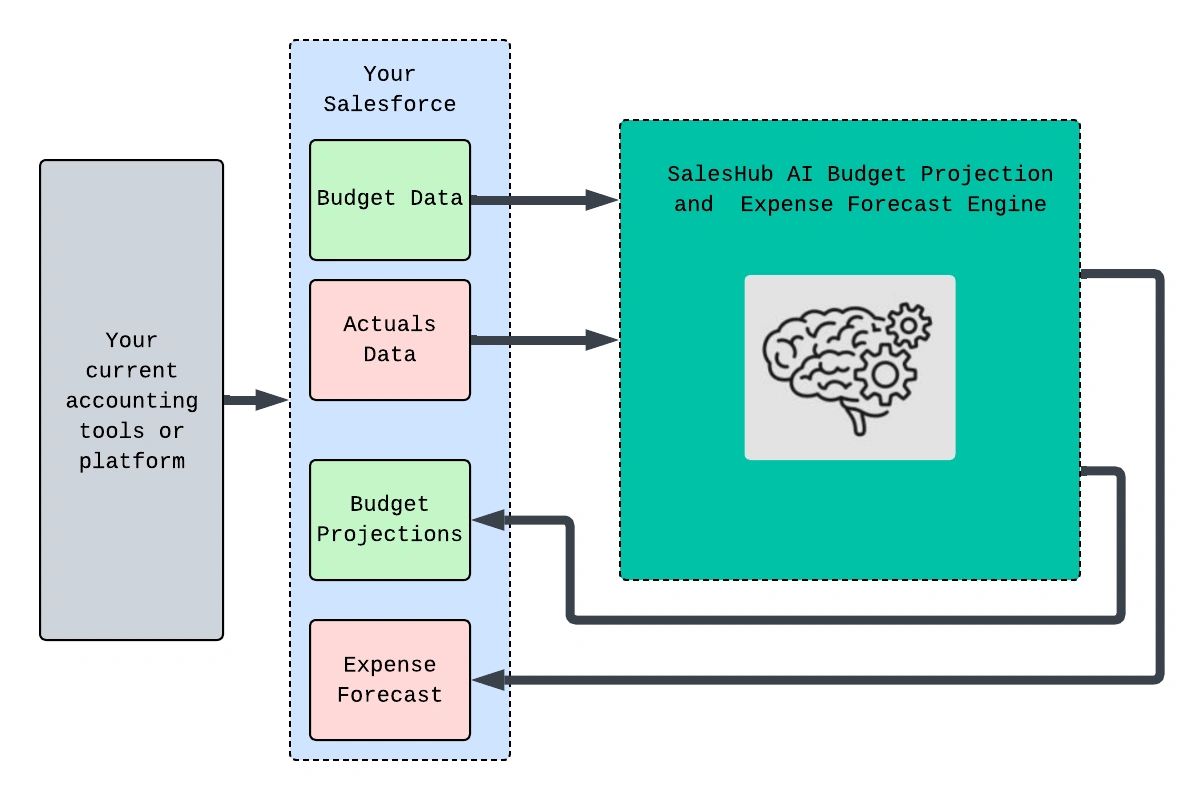 Your
Salesforce
Budget Data
SalesHub AI Budget Projection
and  Expense Forecast Engine
Actuals
Data
Your
current
accounting
tools or
platform
Budget
Projections
Expense
Forecast